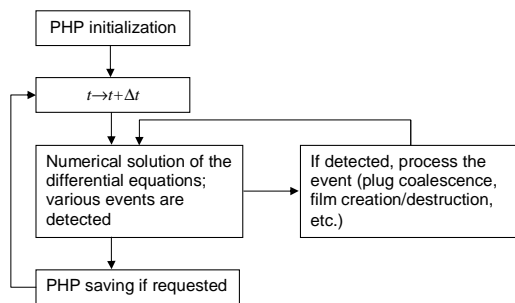 PHP initialization
t→t+Δt
Numerical solution of the
differential equations;
various events are
detected
If detected, process the
event (plug coalescence,
film creation/destruction,
etc.)
PHP saving if requested